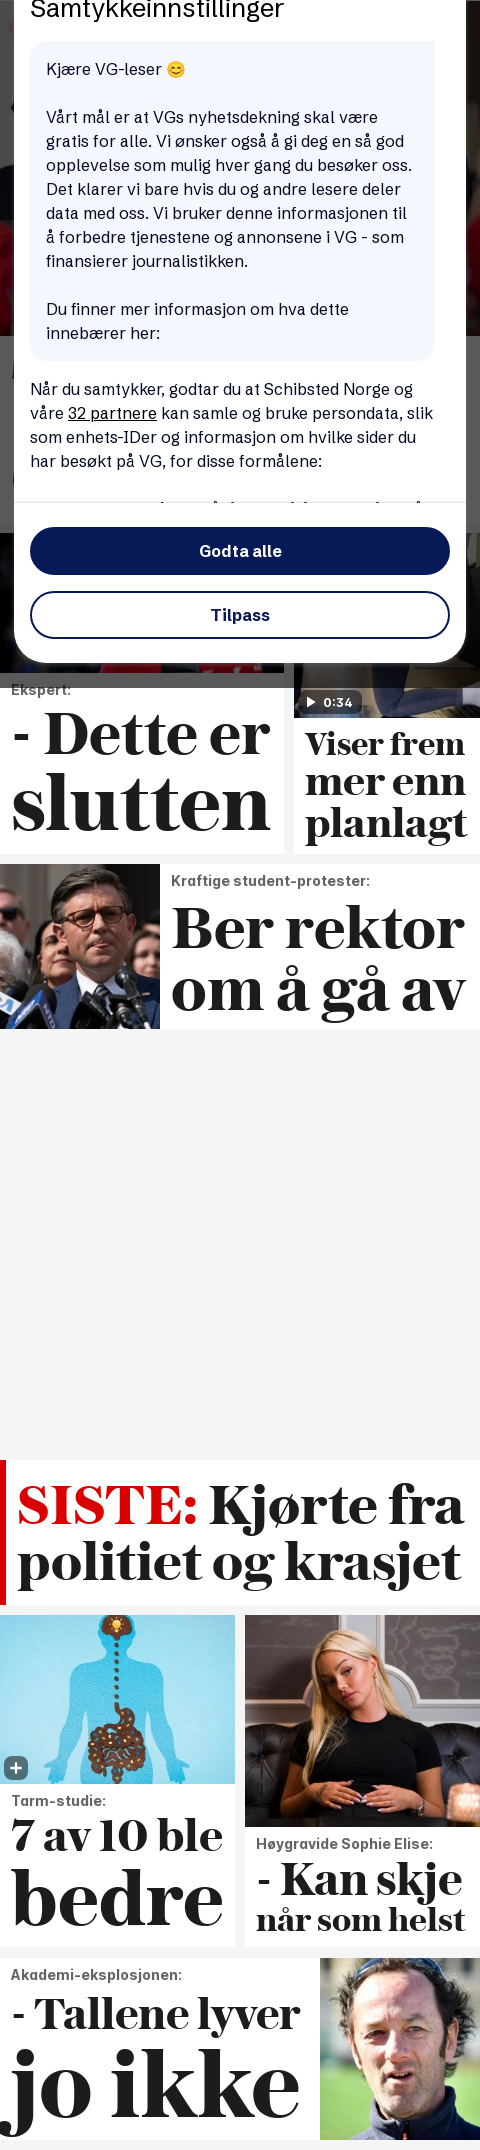 Samtykkeinnstillinger
Kjære VG-leser 😊
Vårt mål er at VGs nyhetsdekning skal være
gratis for alle. Vi ønsker også å gi deg en så god
opplevelse som mulig hver gang du besøker oss.
Det klarer vi bare hvis du og andre lesere deler
data med oss. Vi bruker denne informasjonen til
å forbedre tjenestene og annonsene i VG - som
finansierer journalistikken.
Du finner mer informasjon om hva dette
innebærer her:
Når du samtykker, godtar du at Schibsted Norge og
våre 32 partnere kan samle og bruke persondata, slik
som enhets-IDer og informasjon om hvilke sider du
har besøkt på VG, for disse formålene:
Godta alle
Tilpass
Ekspert:
- Dette er
slutten
0:34
Viser frem
mer enn
planlagt
Kraftige student-protester:
Ber rektor
om å gå av
SISTE: Kjørte fra
politiet og krasjet
Tarm-studie:
7 av 10 ble
bedre
Høygravide Sophie Elise:
- Kan skje
når som helst
Akademi-eksplosjonen:
- Tallene lyver
jo ikke